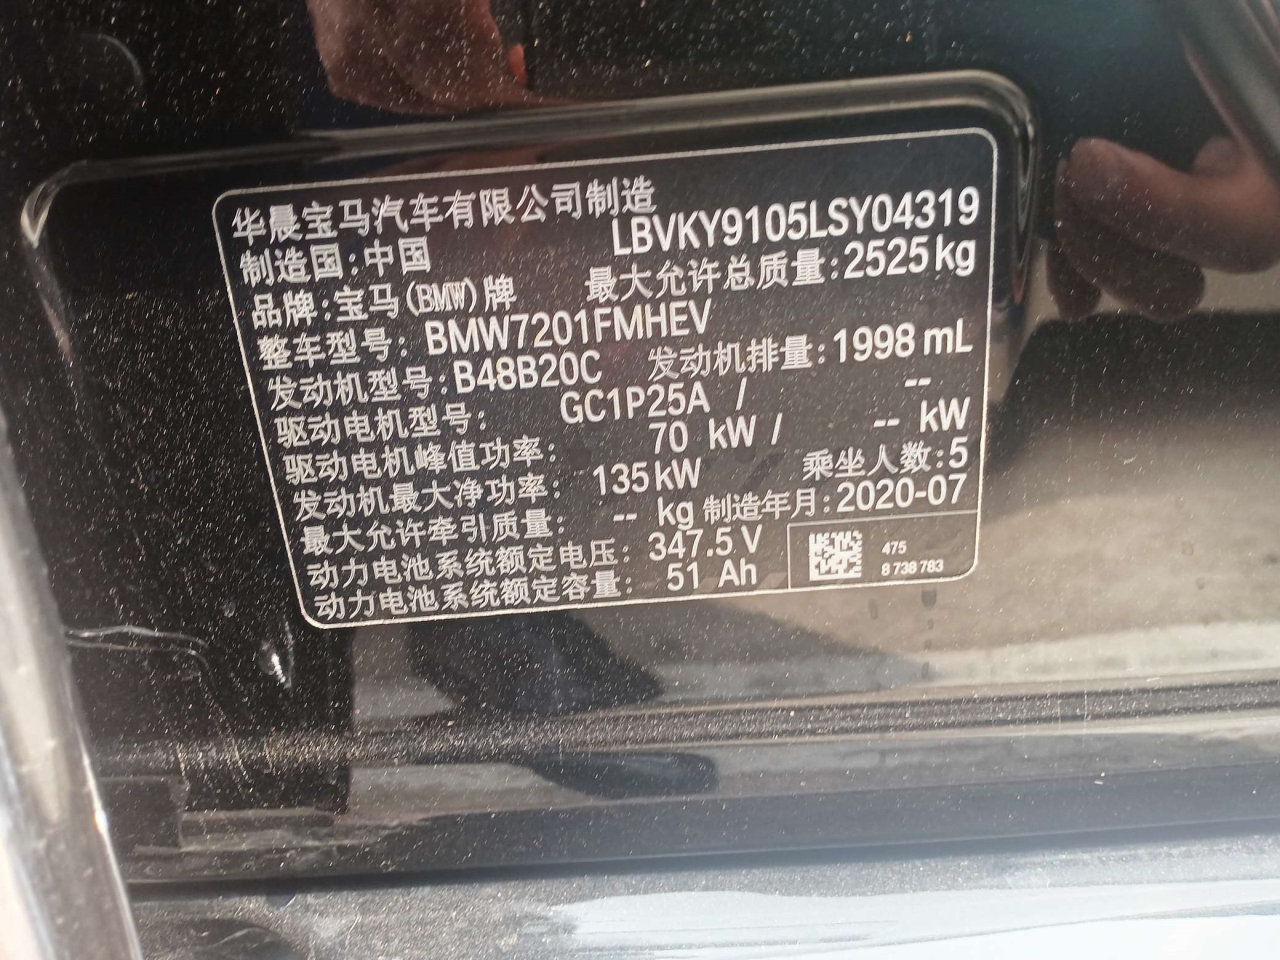 华晨宝马汽车有限公司制造
制造国:中国 LBVKY9105LSY04319
品牌:宝马(BMW)牌 最大允许总质量:2525kg
整车型号: BMW7201FMHEV
发动机型号:B48B20C 发动机排量:1998 mL
驱动电机型号: GC1P25A / --
驱动电机峰值功率: 70 kW / -- kW
发动机最大净功率: 135kW 乘坐人数:5
最大允许牵引质量: -- kg 制造年月:2020-07
动力电池系统额定电压: 347.5 V
动力电池系统额定容量: 51 Ah
475
8 738 783